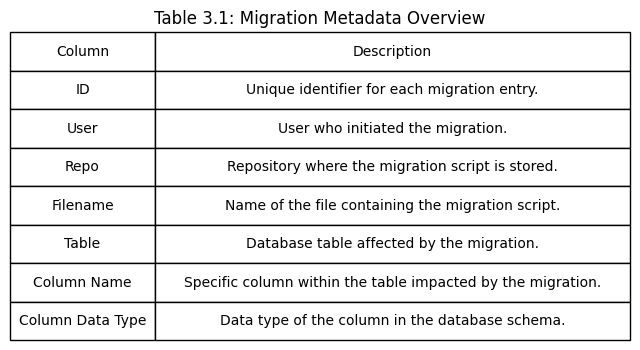 Table 3.1: Migration Metadata Overview
Column Description
ID Unique identifier for each migration entry.
User User who initiated the migration.
Repo Repository where the migration script is stored.
Filename Name of the file containing the migration script.
Table Database table affected by the migration.
Column Name Specific column within the table impacted by the migration.
Column Data Type Data type of the column in the database schema.